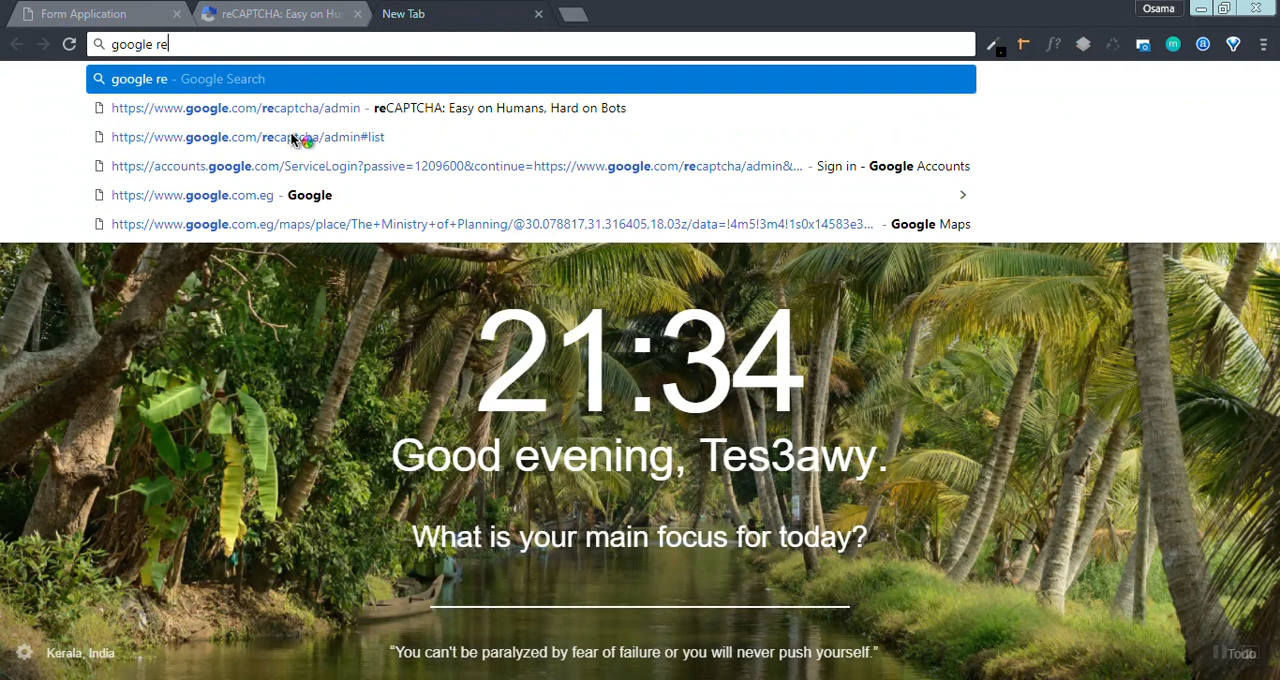 Form Application
reCAPTCHA: Easy on Hu
New Tab
Osama
google re
google re - Google Search
https://www.google.com/recaptcha/admin - reCAPTCHA: Easy on Humans, Hard on Bots
https://www.google.com/recaptcha/admin#list
https://accounts.google.com/ServiceLogin?passive=1209600&continue=https://www.google.com/recaptcha/admin&... - Sign in - Google Accounts
https://www.google.com.eg - Google
https://www.google.com.eg/maps/place/The+Ministry+of+Planning/@30.078817,31.316405,18.03z/data=!4m5!3m4!1s0x14583e3... - Google Maps
21:34
Good evening, Tes3awy.
What is your main focus for today?
Kerala, India
“You can't be paralyzed by fear of failure or you will never push yourself.”
Todo